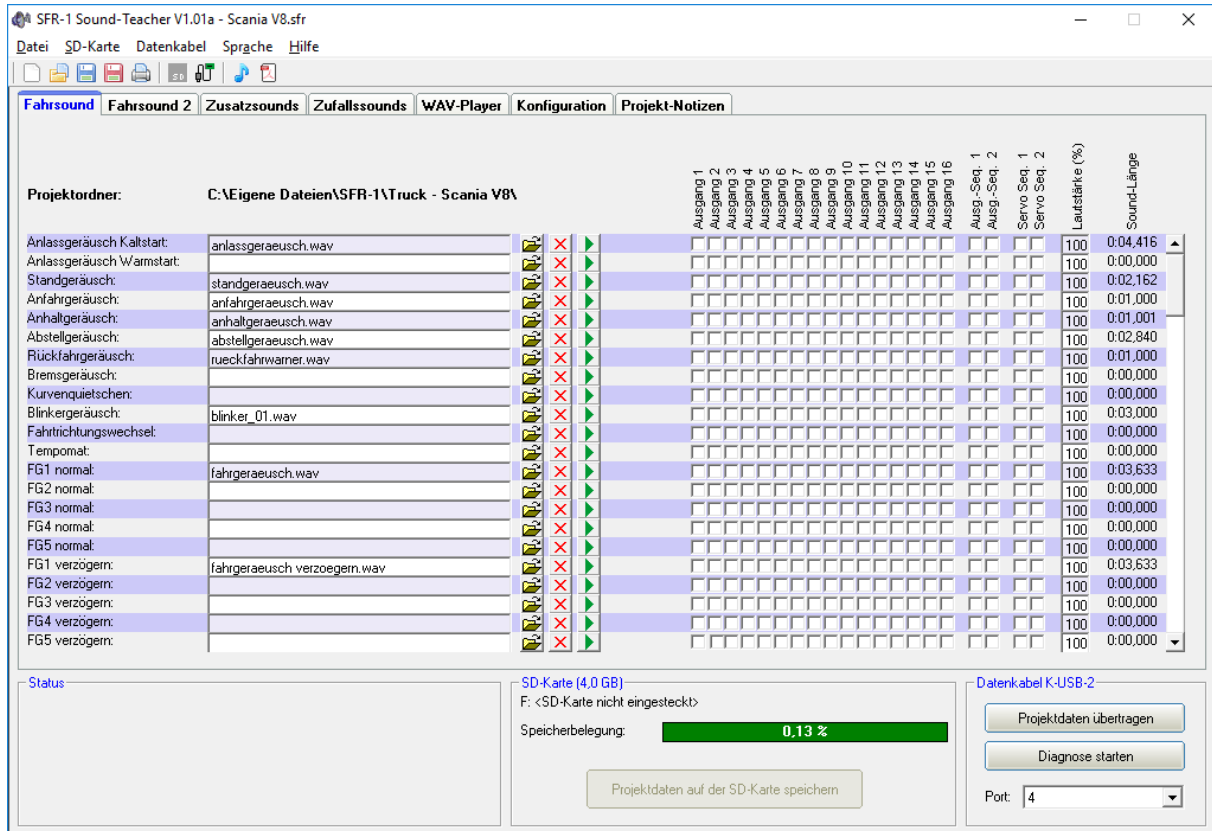 SFR-1 Sound-Teacher V1.01a - Scania V8.sfr
Datei SD-Karte Datenkabel Sprache Hilfe
SD
Fahrsound Fahrsound 2 Zusatzsounds Zufallssounds WAV-Player Konfiguration Projekt-Notizen
Projektordner: C:\Eigene Dateien\SFR-1\Truck - Scania V8\
Ausgang 1
Ausgang 2
Ausgang 3
Ausgang 4
Ausgang 5
Ausgang 6
Ausgang 7
Ausgang 8
Ausgang 9
Ausgang 10
Ausgang 11
Ausgang 12
Ausgang 13
Ausgang 14
Ausgang 15
Ausgang 16
Ausg.-Seq. 1
Ausg.-Seq. 2
Servo Seq. 1
Servo Seq. 2
Lautstärke (%)
Sound-Länge
Anlassgeräusch Kaltstart: anlassgeraeusch.wav 100 0:04,416
Anlassgeräusch Warmstart: 100 0:00,000
Standgeräusch: standgeraeusch.wav 100 0:02,162
Anfahrgeräusch: anfahrgeraeusch.wav 100 0:01,000
Anhaltgeräusch: anhaltgeraeusch.wav 100 0:01,001
Abstellgeräusch: abstellgeraeusch.wav 100 0:02,840
Rückfahrgeräusch: rueckfahrwarner.wav 100 0:01,000
Bremsgeräusch: 100 0:00,000
Kurvenquietschen: 100 0:00,000
Blinkergeräusch: blinker_01.wav 100 0:03,000
Fahrtrichtungswechsel: 100 0:00,000
Tempomat: 100 0:00,000
FG1 normal: fahrgeraeusch.wav 100 0:03,633
FG2 normal: 100 0:00,000
FG3 normal: 100 0:00,000
FG4 normal: 100 0:00,000
FG5 normal: 100 0:00,000
FG1 verzögern: fahrgeraeusch verzoegern.wav 100 0:03,633
FG2 verzögern: 100 0:00,000
FG3 verzögern: 100 0:00,000
FG4 verzögern: 100 0:00,000
FG5 verzögern: 100 0:00,000
Status
SD-Karte (4,0 GB)
F: <SD-Karte nicht eingesteckt>
Speicherbelegung: 0,13 %
Projektdaten auf der SD-Karte speichern
Datenkabel K-USB-2
Projektdaten übertragen
Diagnose starten
Port: 4